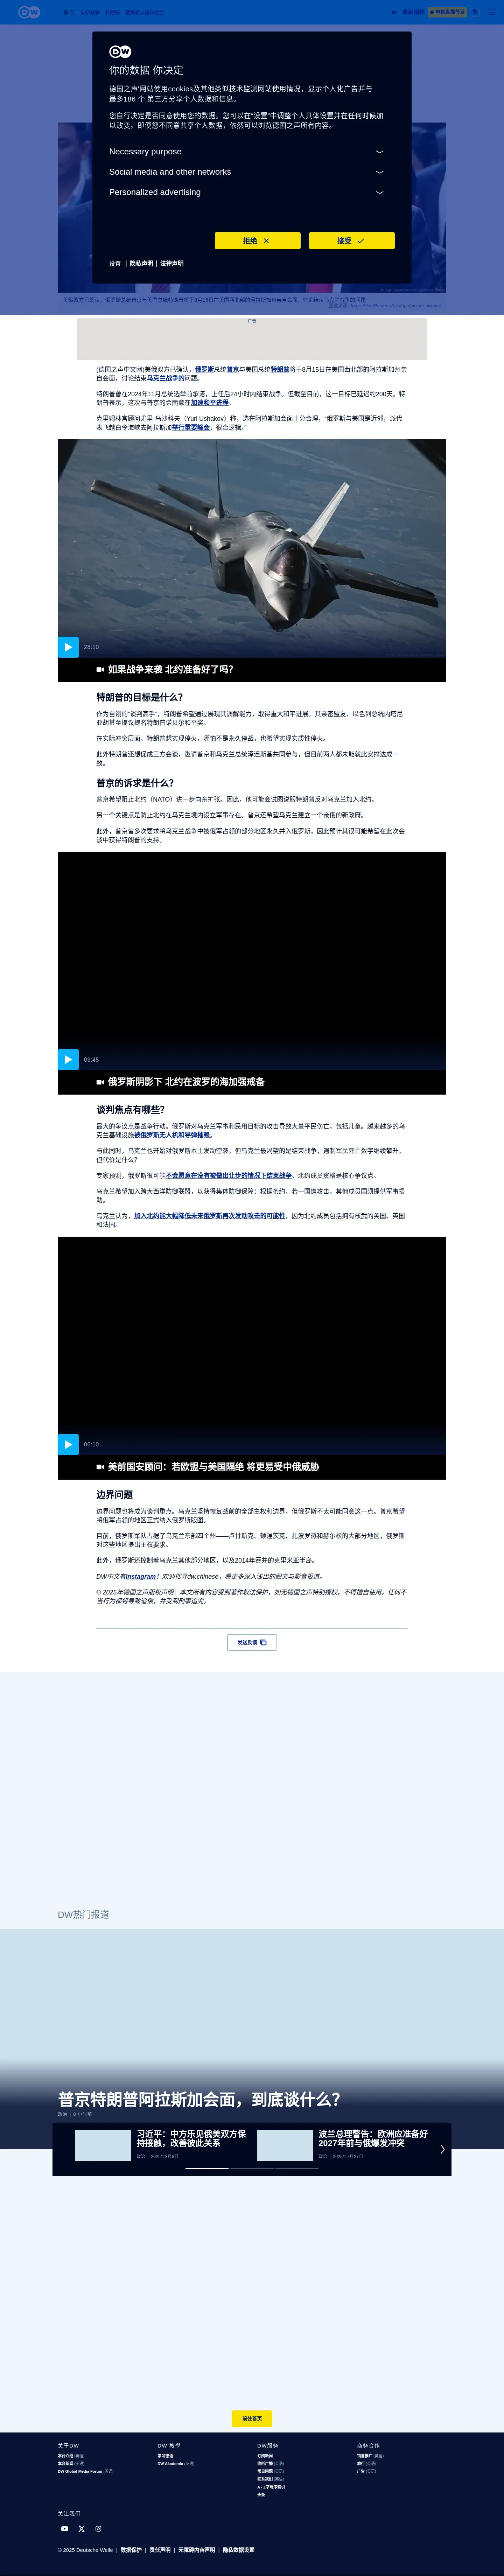 DW
你的数据 你决定
德国之声'网站使用cookies及其他类似技术监测网站使用情况，显示个人化广告并与
最多186 个;第三方分享个人数据和信息。
您自行决定是否同意使用您的数据。您可以在“设置”中调整个人具体设置并在任何时候加
以改变。即便您不同意共享个人数据，依然可以浏览德国之声所有内容。
Necessary purpose
Social media and other networks
Personalized advertising
拒绝
接受
设置 | 隐私声明 | 法律声明
美俄双方已确认，俄罗斯总统普京与美国总统特朗普将于8月15日在美国西北部的阿拉斯加州亲自会面，讨论结束乌克兰战争的问题
广告
(德国之声中文网)美俄双方已确认，俄罗斯总统普京与美国总统特朗普将于8月15日在美国西北部的阿拉斯加州亲
自会面，讨论结束乌克兰战争的问题。
特朗普曾在2024年11月总统选举前承诺，上任后24小时内结束战争。但截至目前，这一目标已延迟约200天。特
朗普表示，这次与普京的会面意在加速和平进程。
克里姆林宫顾问尤里·乌沙科夫（Yuri Ushakov）称，选在阿拉斯加会面十分合理，“俄罗斯与美国是近邻，派代
表飞越白令海峡去阿拉斯加举行重要峰会，很合逻辑。”
28:10
如果战争来袭 北约准备好了吗？
特朗普的目标是什么？
作为自诩的“谈判高手”，特朗普希望通过展现其调解能力，取得重大和平进展。其亲密盟友、以色列总统内塔尼
亚胡甚至提议提名特朗普诺贝尔和平奖。
在实际冲突层面，特朗普想实现停火，哪怕不是永久停战，也希望实现实质性停火。
此外特朗普还想促成三方会谈，邀请普京和乌克兰总统泽连斯基共同参与，但目前两人都未能就此安排达成一
致。
普京的诉求是什么？
普京希望阻止北约（NATO）进一步向东扩张。因此，他可能会试图说服特朗普反对乌克兰加入北约。
另一个关键点是防止北约在乌克兰境内设立军事存在。普京还希望乌克兰建立一个亲俄的新政府。
此外，普京曾多次要求将乌克兰战争中被俄军占领的部分地区永久并入俄罗斯，因此预计其很可能希望在此次会
谈中获得特朗普的支持。
03:45
俄罗斯阴影下 北约在波罗的海加强戒备
谈判焦点有哪些？
最大的争议点是战争行动。俄罗斯对乌克兰军事和民用目标的攻击导致大量平民伤亡，包括儿童。越来越多的乌
克兰基础设施被俄罗斯无人机和导弹摧毁。
与此同时，乌克兰也开始对俄罗斯本土发动空袭。但乌克兰最渴望的是结束战争，遏制军民死亡数字继续攀升。
但代价是什么？
专家预测，俄罗斯很可能不会愿意在没有被做出让步的情况下结束战争。北约成员资格是核心争议点。
乌克兰希望加入跨大西洋防御联盟，以获得集体防御保障：根据条约，若一国遭攻击，其他成员国须提供军事援
助。
乌克兰认为，加入北约能大幅降低未来俄罗斯再次发动攻击的可能性，因为北约成员包括拥有核武的美国、英国
和法国。
06:10
美前国安顾问：若欧盟与美国隔绝 将更易受中俄威胁
边界问题
边界问题也将成为谈判重点。乌克兰坚持恢复战前的全部主权和边界，但俄罗斯不太可能同意这一点。普京希望
将俄军占领的地区正式纳入俄罗斯版图。
目前，俄罗斯军队占据了乌克兰东部四个州——卢甘斯克、顿涅茨克、扎波罗热和赫尔松的大部分地区，俄罗斯
对这些地区提出主权要求。
此外，俄罗斯还控制着乌克兰其他部分地区，以及2014年吞并的克里米亚半岛。
DW中文有Instagram！欢迎搜寻dw.chinese，看更多深入浅出的图文与影音报道。
© 2025年德国之声版权声明：本文所有内容受到著作权法保护，如无德国之声特别授权，不得擅自使用。任何不
当行为都将导致追偿，并受到刑事追究。
发送反馈
DW热门报道
普京特朗普阿拉斯加会面，到底谈什么？
政治 | 6 小时前
习近平：中方乐见俄美双方保
持接触，改善彼此关系
政治 | 2025年8月8日
波兰总理警告：欧洲应准备好
2027年前与俄爆发冲突
政治 | 2025年7月27日
前往首页
关于DW
本台介绍 (英语)
本台新闻 (英语)
DW Global Media Forum (英语)
DW 教學
学习德语
DW Akademie (英语)
DW服务
订阅新闻
收听广播 (英语)
常见问题 (英语)
联系我们 (英语)
A - Z字母序索引
头条
商务合作
销售推广 (英语)
旅行 (英语)
广告 (英语)
关注我们
© 2025 Deutsche Welle | 数据保护 | 责任声明 | 无障碍内容声明 | 隐私数据设置